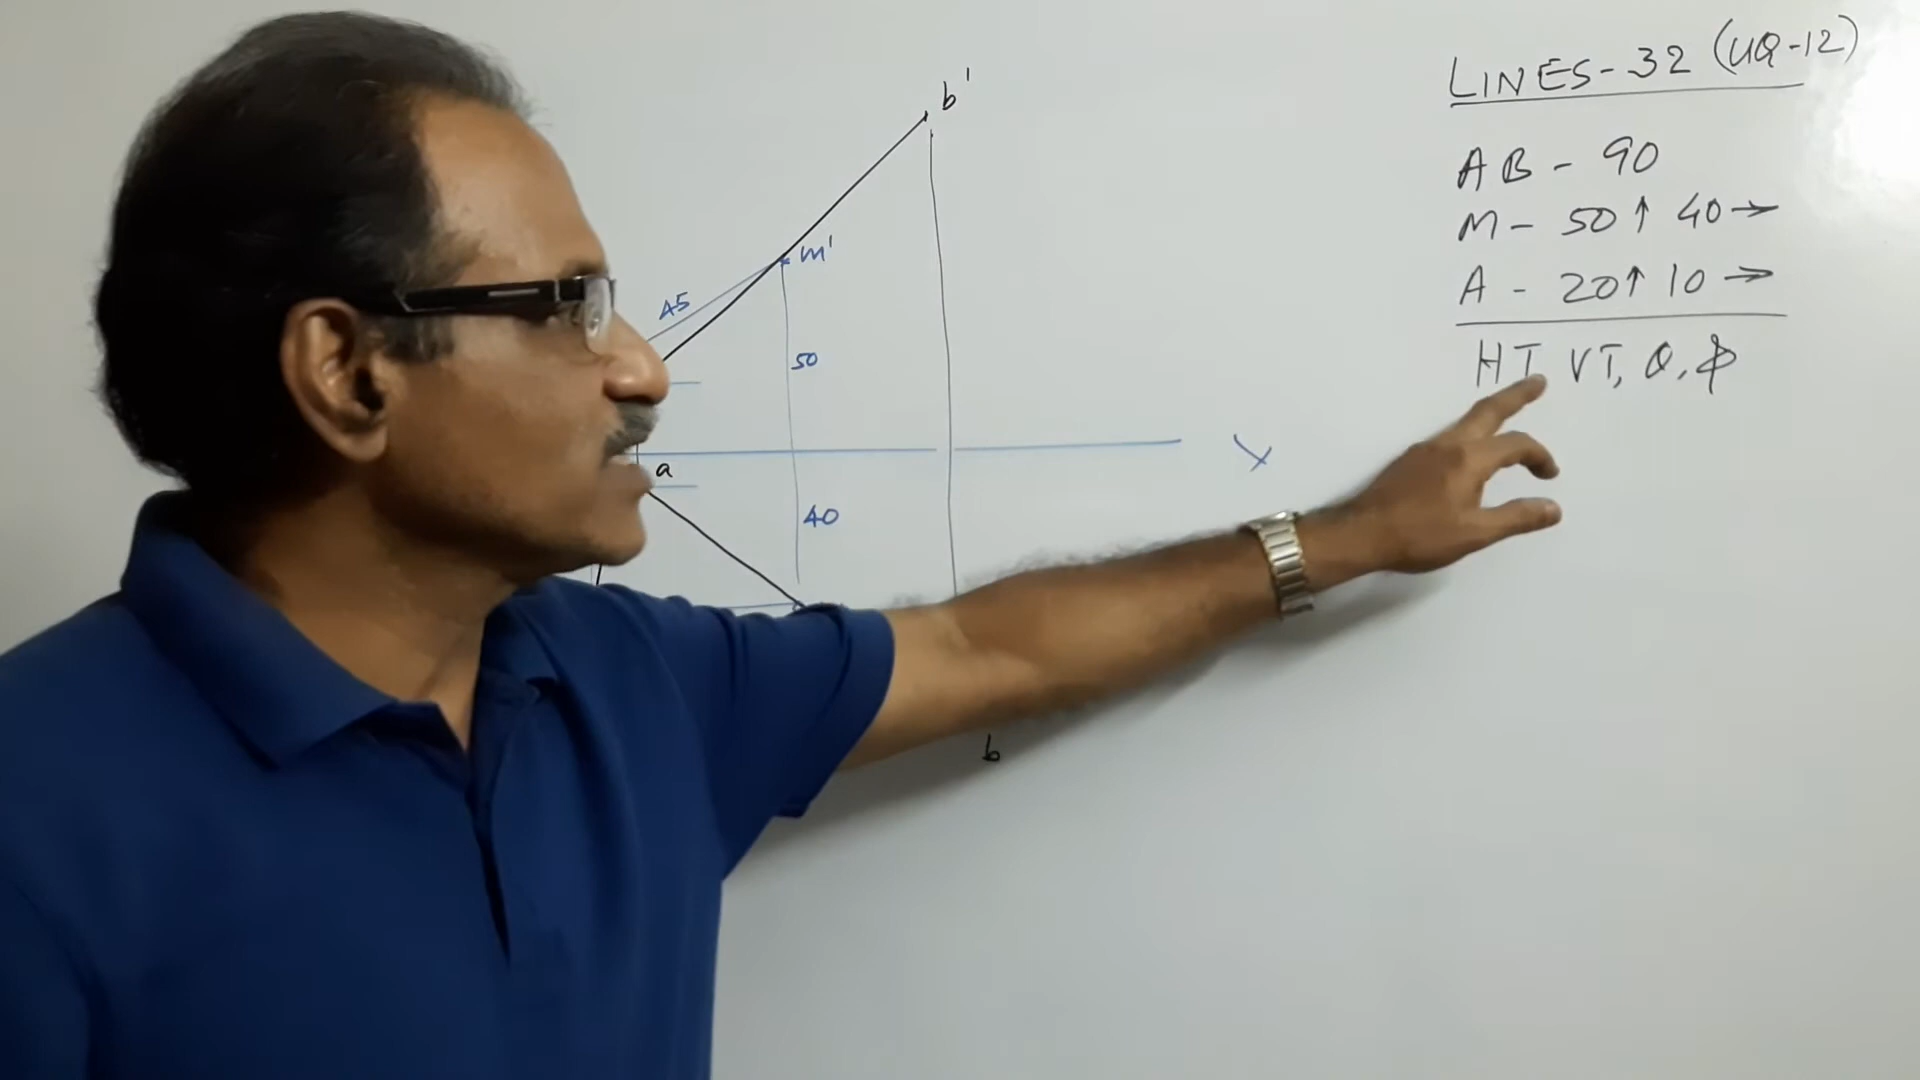 LINES-32 (UQ-12)
AB - 90
M - 50↑ 40→
A - 20↑ 10→
HT, VT, θ, φ
b'
m'
45
50
a
Y
40
b